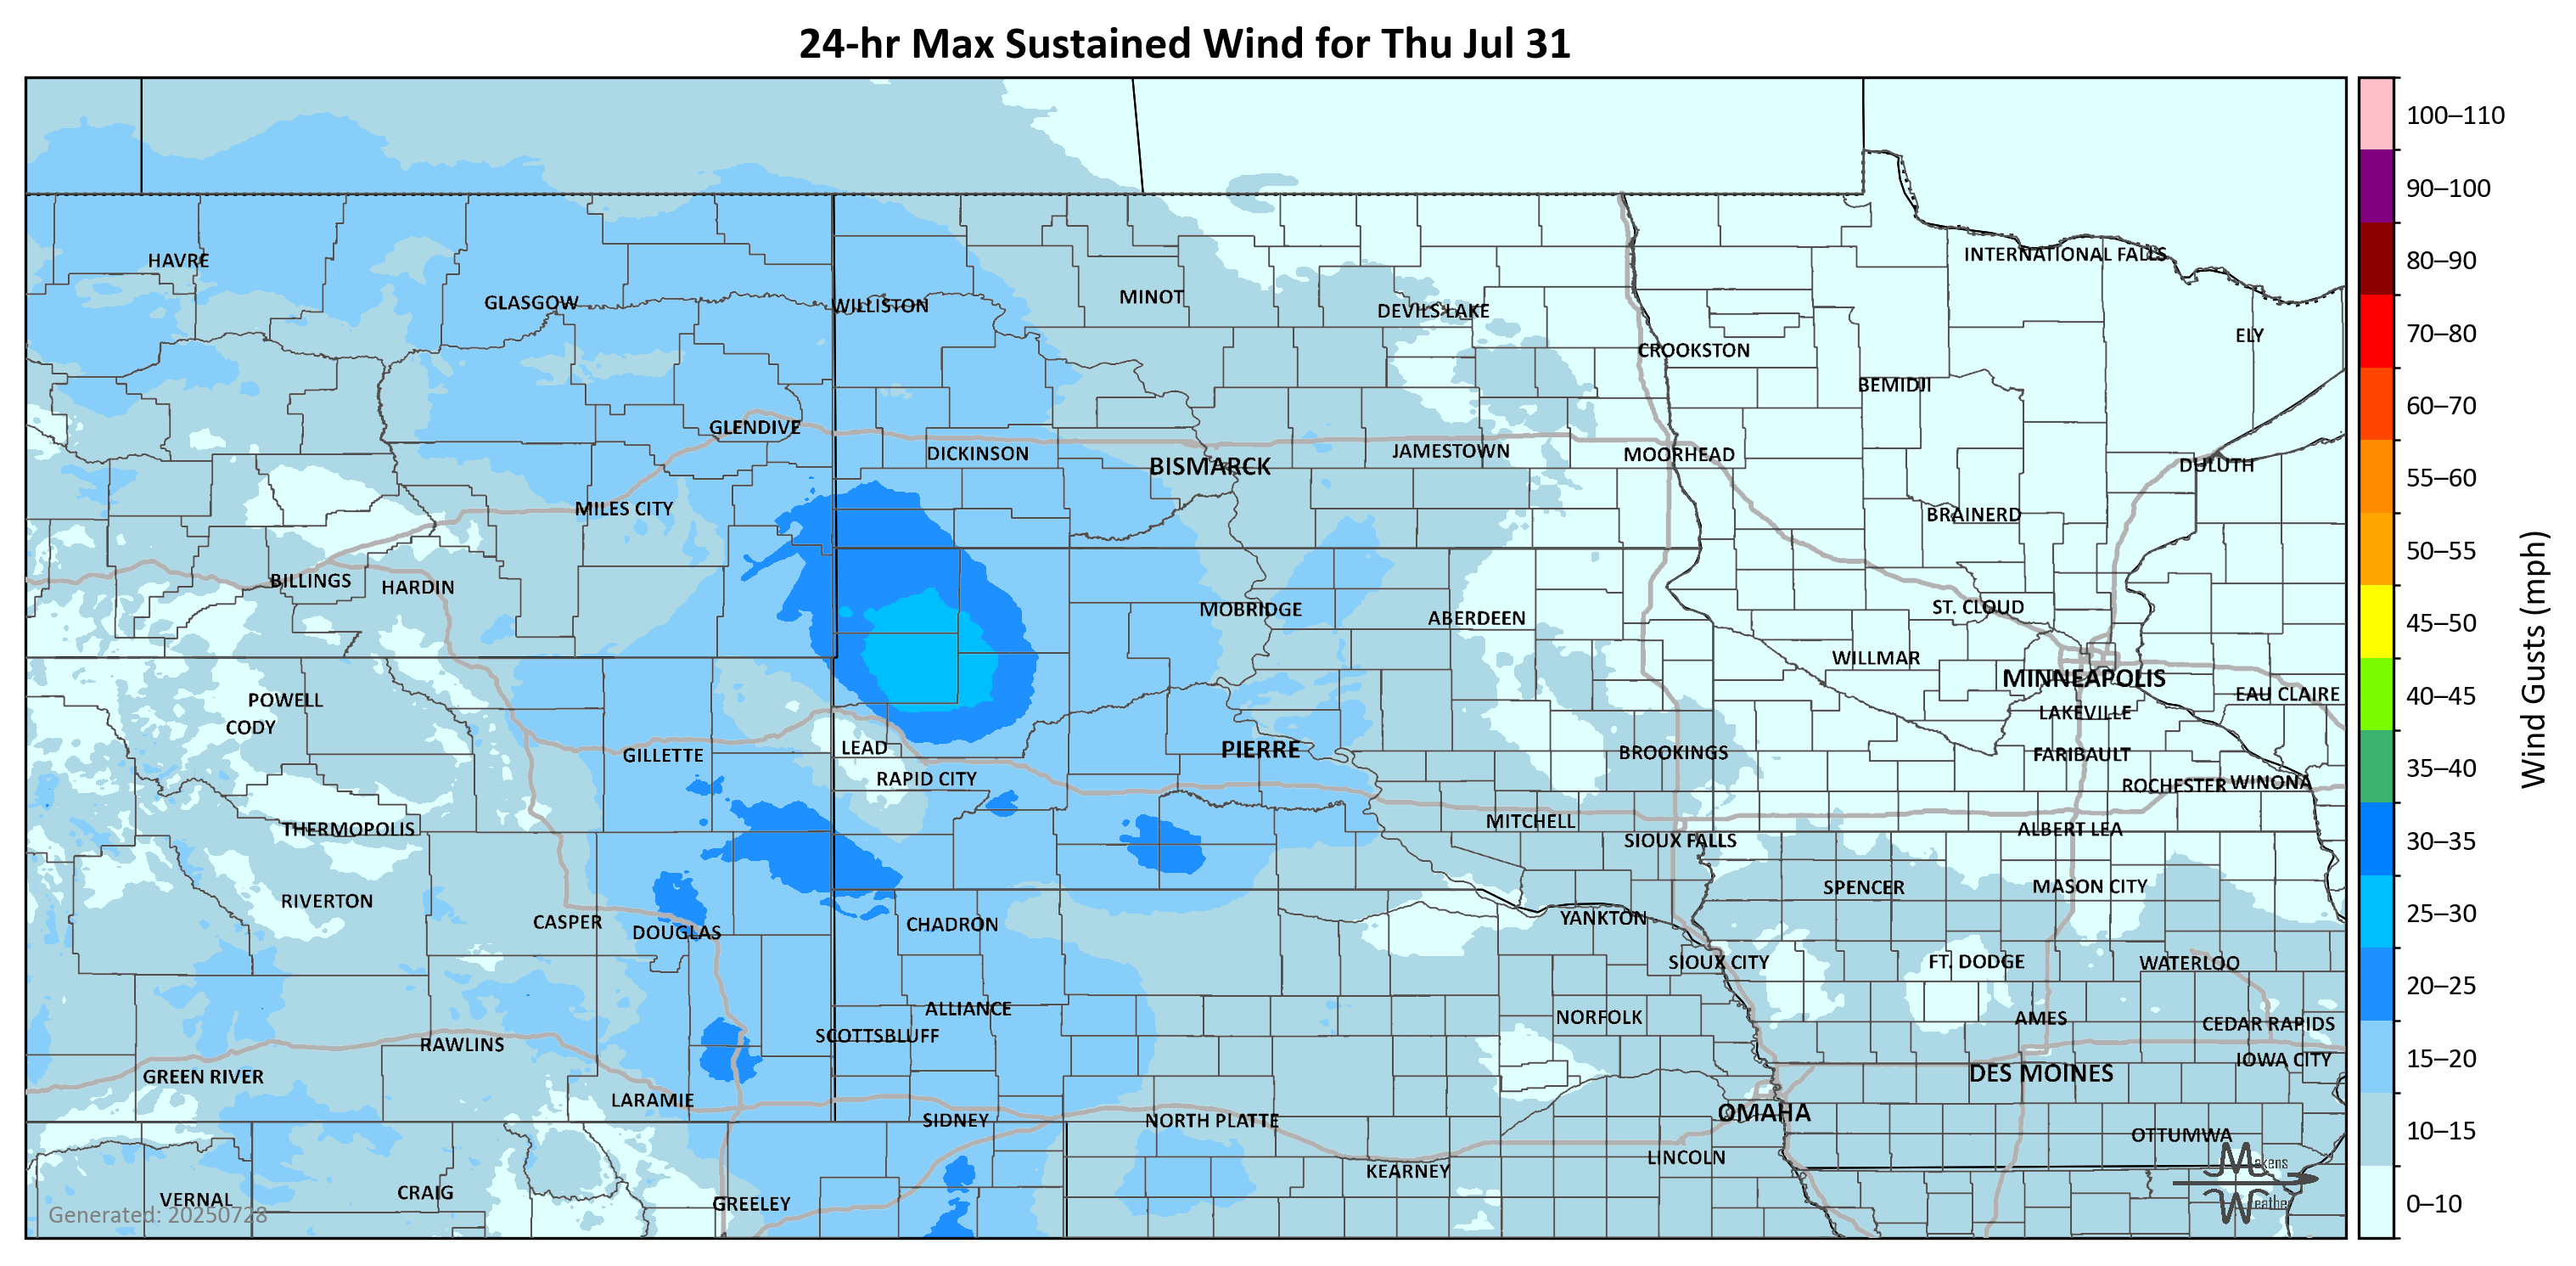 24-hr Max Sustained Wind for Thu Jul 31
100–110
90–100
INTERNATIONAL FALLS
HAVRE
80–90
MINOT
GLASGOW
WILLISTON
DEVILS LAKE
70–80
ELY
CROOKSTON
BEMIDJI
60–70
GLENDIVE
DICKINSON
JAMESTOWN
MOORHEAD
BISMARCK
DULUTH
55–60
MILES CITY
BRAINERD
50–55
BILLINGS
HARDIN
MOBRIDGE
ABERDEEN
ST. CLOUD
45–50
WILLMAR
MINNEAPOLIS
EAU CLAIRE
40–45
POWELL
CODY
LAKEVILLE
Wind Gusts (mph)
GILLETTE
LEAD
PIERRE
BROOKINGS
FARIBAULT
35–40
RAPID CITY
ROCHESTER
WINONA
THERMOPOLIS
MITCHELL
ALBERT LEA
SIOUX FALLS
30–35
RIVERTON
SPENCER
MASON CITY
CASPER
DOUGLAS
CHADRON
YANKTON
25–30
SIOUX CITY
FT. DODGE
WATERLOO
20–25
ALLIANCE
NORFOLK
AMES
CEDAR RAPIDS
SCOTTSBLUFF
RAWLINS
IOWA CITY
15–20
GREEN RIVER
DES MOINES
LARAMIE
SIDNEY
NORTH PLATTE
OMAHA
OTTUMWA
10–15
KEARNEY
LINCOLN
Makens
Weather
VERNAL
CRAIG
GREELEY
0–10
Generated: 20250728